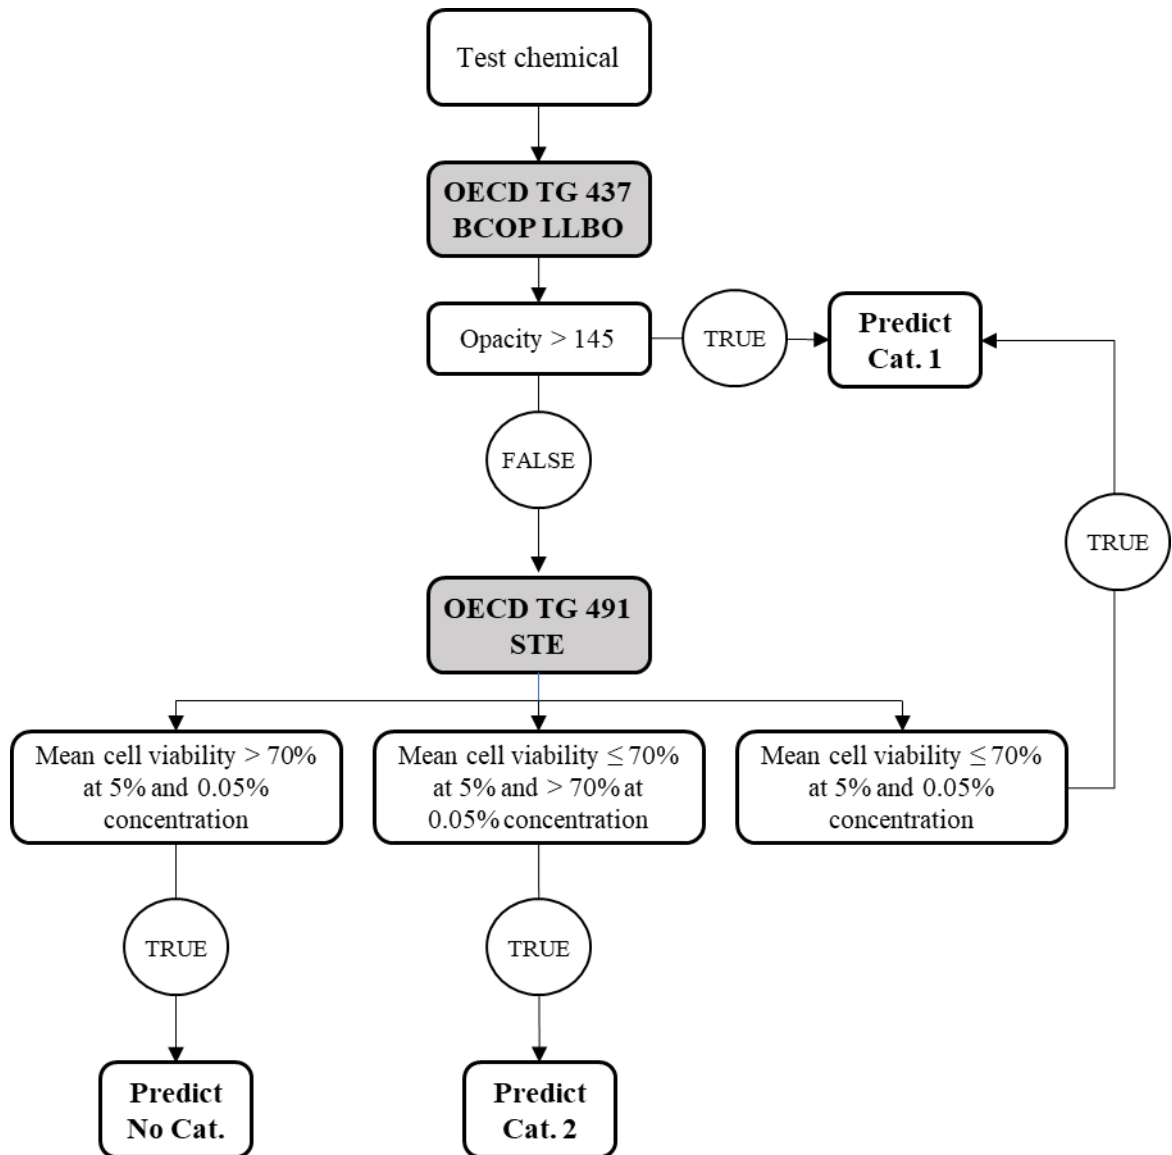 Test chemical
OECD TG 437
BCOP LLBO
Opacity > 145
TRUE
Predict
Cat. 1
FALSE
TRUE
OECD TG 491
STE
Mean cell viability > 70%
at 5% and 0.05%
concentration
Mean cell viability ≤ 70%
at 5% and > 70% at
0.05% concentration
Mean cell viability ≤ 70%
at 5% and 0.05%
concentration
TRUE
TRUE
Predict
No Cat.
Predict
Cat. 2